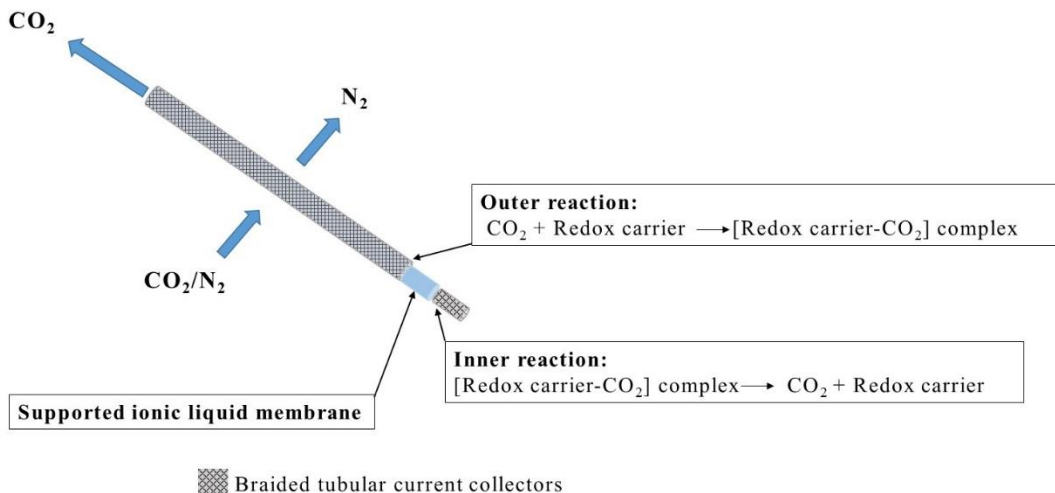 CO₂
N₂
CO₂/N₂
Outer reaction:
CO₂ + Redox carrier → [Redox carrier-CO₂] complex
Inner reaction:
[Redox carrier-CO₂] complex → CO₂ + Redox carrier
Supported ionic liquid membrane
Braided tubular current collectors